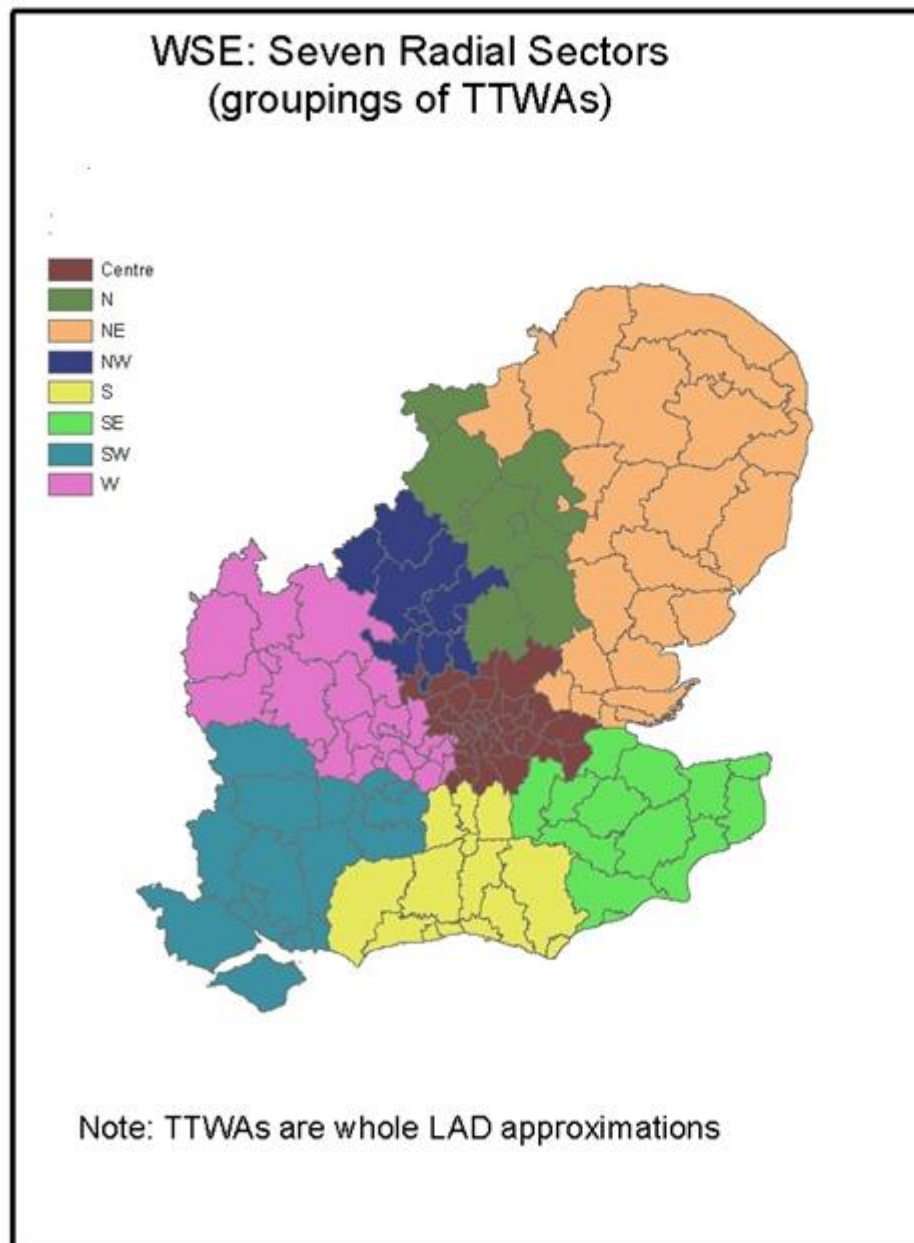 WSE: Seven Radial Sectors
(groupings of TTWAs)
Centre
N
NE
NW
S
SE
SW
W
Note: TTWAs are whole LAD approximations